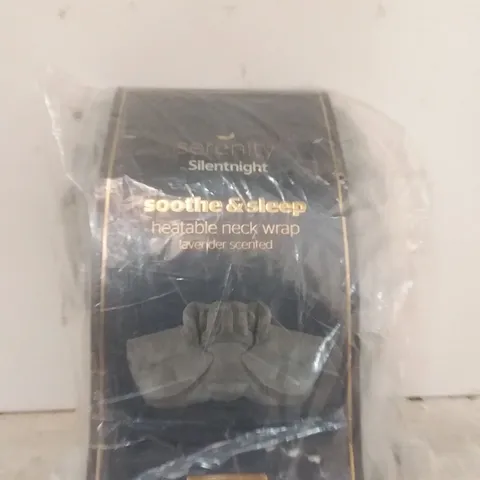 serenity
Silentnight
soothe & sleep
heatable neck wrap
lavender scented